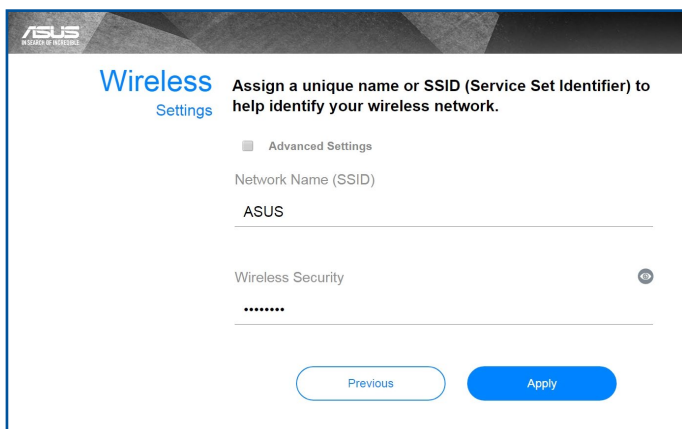 ASUS
IN SEARCH OF INCREDIBLE
Wireless
Settings
Assign a unique name or SSID (Service Set Identifier) to
help identify your wireless network.
Advanced Settings
Network Name (SSID)
ASUS
Wireless Security
••••••••
Previous
Apply